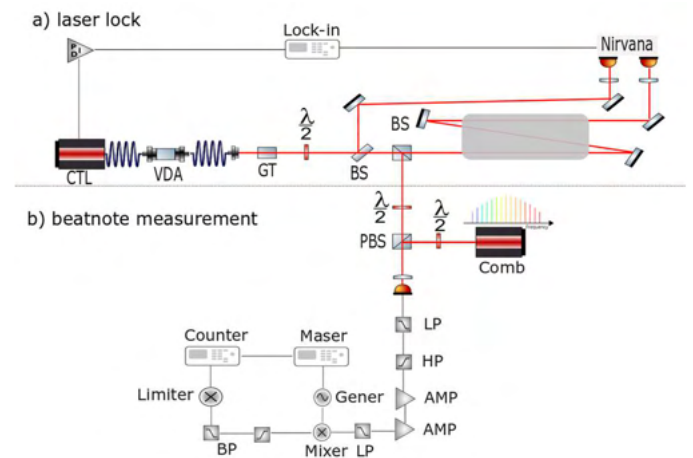 a) laser lock
Lock-in
Nirvana
P
I
D
λ
2
BS
CTL
VDA
GT
BS
b) beatnote measurement
λ
2
λ
2
PBS
frequency
Comb
LP
Counter
Maser
HP
Limiter
Gener
AMP
BP
Mixer
LP
AMP